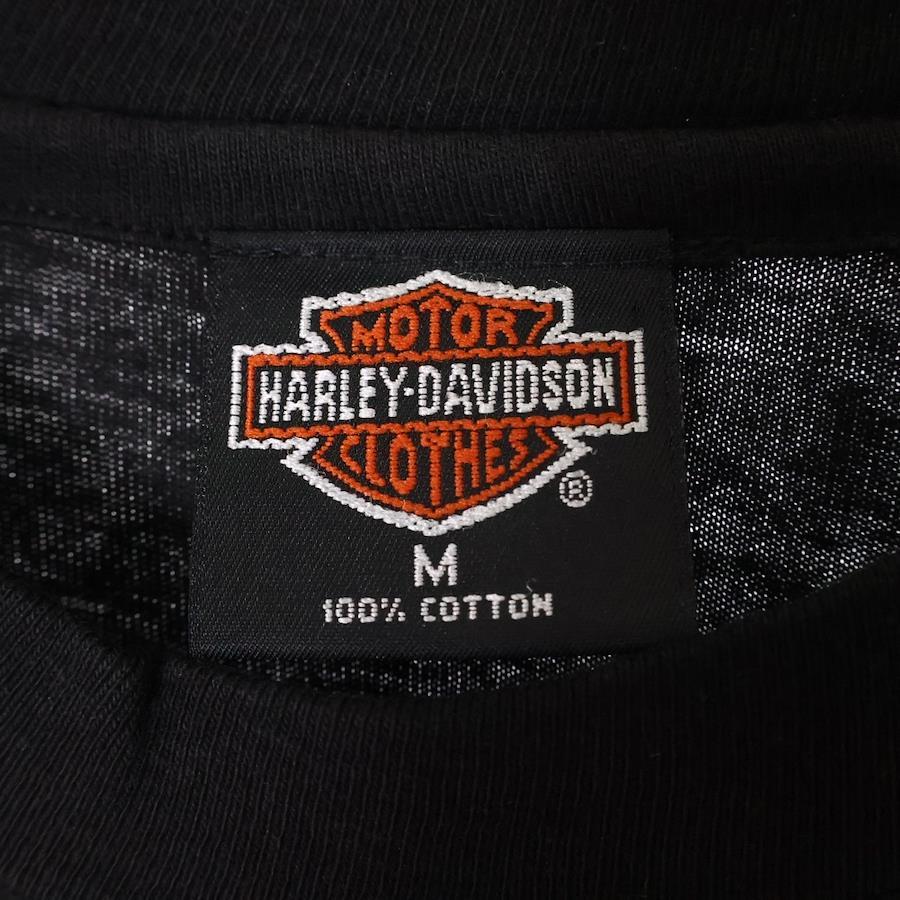 MOTOR
HARLEY-DAVIDSON
CLOTHES
®
M
100% COTTON